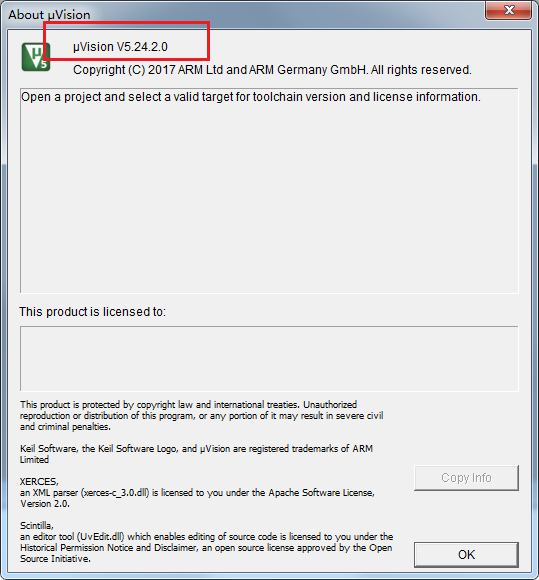 About µVision
µVision V5.24.2.0
Copyright (C) 2017 ARM Ltd and ARM Germany GmbH. All rights reserved.
Open a project and select a valid target for toolchain version and license information.
This product is licensed to:
This product is protected by copyright law and international treaties. Unauthorized
reproduction or distribution of this program, or any portion of it may result in severe civil
and criminal penalties.
Keil Software, the Keil Software Logo, and µVision are registered trademarks of ARM
Limited
XERCES,
an XML parser (xerces-c_3.0.dll) is licensed to you under the Apache Software License,
Version 2.0.
Scintilla,
an editor tool (UvEdit.dll) which enables editing of source code is licensed to you under the
Historical Permission Notice and Disclaimer, an open source license approved by the Open
Source Initiative.
Copy Info
OK